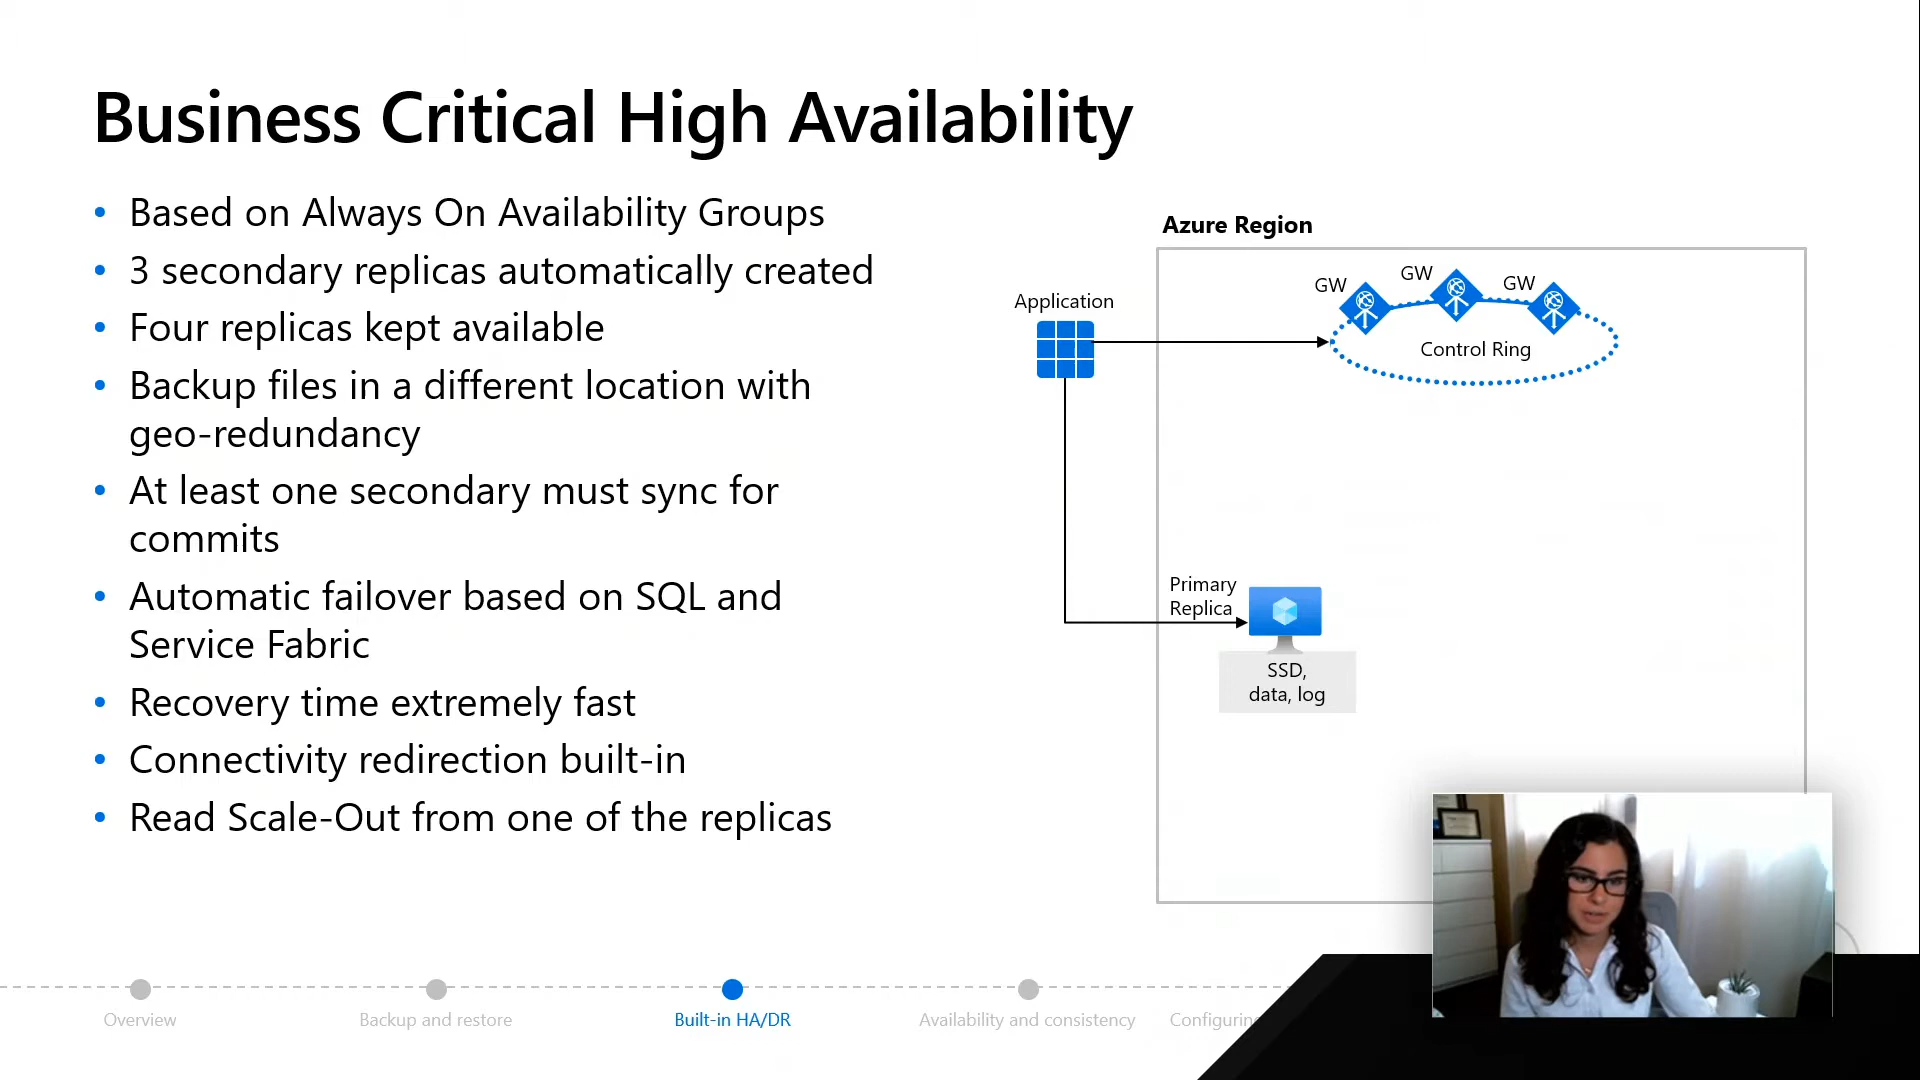 Business Critical High Availability
• Based on Always On Availability Groups
• 3 secondary replicas automatically created
• Four replicas kept available
• Backup files in a different location with
geo-redundancy
• At least one secondary must sync for
commits
• Automatic failover based on SQL and
Service Fabric
• Recovery time extremely fast
• Connectivity redirection built-in
• Read Scale-Out from one of the replicas
Azure Region
Application
GW
GW
GW
Control Ring
Primary
Replica
SSD,
data, log
Overview
Backup and restore
Built-in HA/DR
Availability and consistency